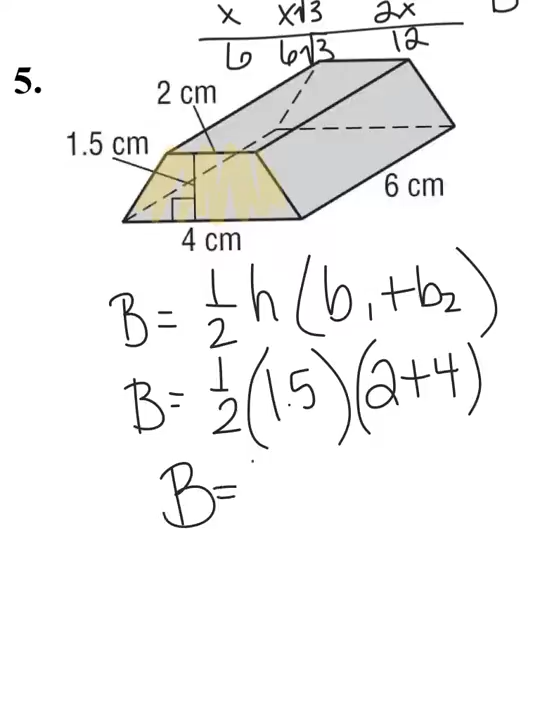 x x√3 2x
6 6√3 12
5.
2 cm
1.5 cm
6 cm
4 cm
B = 1/2 h (b₁+b₂)
B = 1/2 (1.5)(2+4)
B =